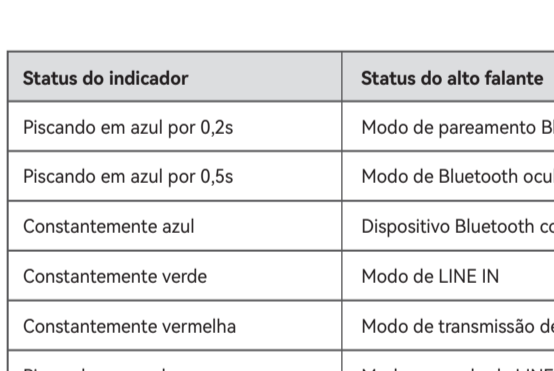 Status do indicador Status do alto falante
Piscando em azul por 0,2s Modo de pareamento
Piscando em azul por 0,5s Modo de Bluetooth
Constantemente azul Dispositivo Bluetooth
Constantemente verde Modo de LINE IN
Constantemente vermelha Modo de transmissão